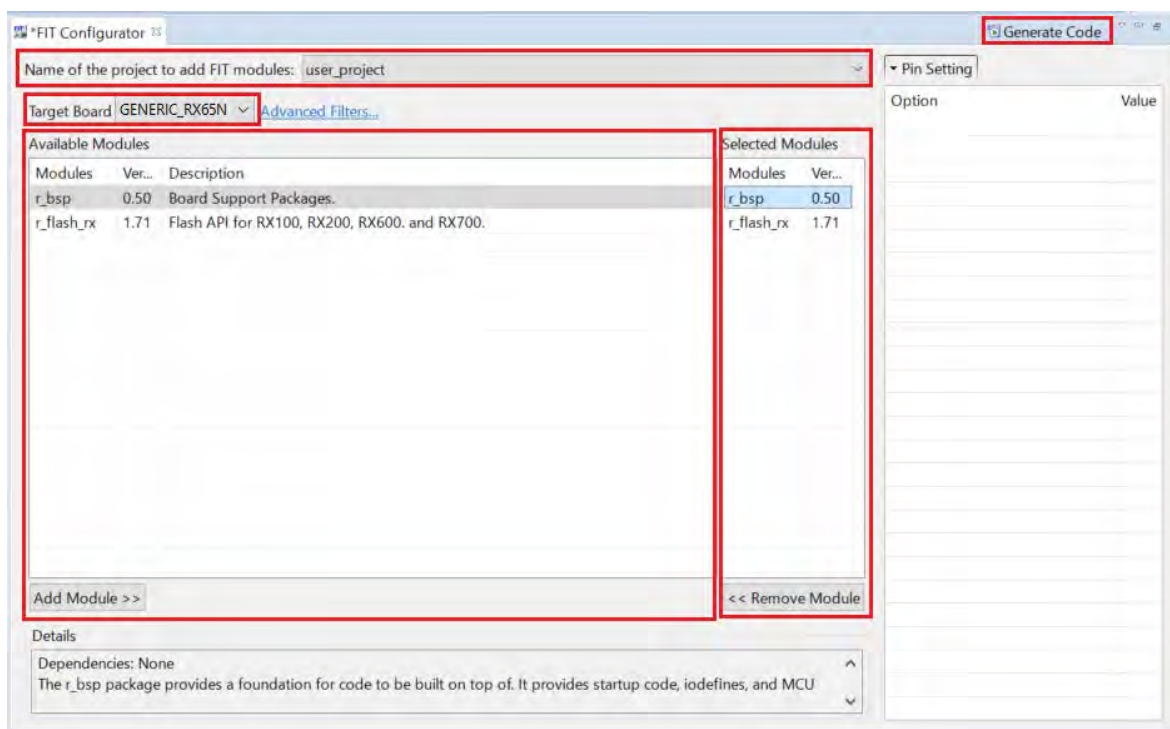 *FIT Configurator
Generate Code
Name of the project to add FIT modules: user_project
Pin Setting
Target Board GENERIC_RX65N Advanced Filters...
Option Value
Available Modules
Selected Modules
Modules Ver... Description
Modules Ver...
r_bsp 0.50 Board Support Packages.
r_bsp 0.50
r_flash_rx 1.71 Flash API for RX100, RX200, RX600. and RX700.
r_flash_rx 1.71
Add Module >>
<< Remove Module
Details
Dependencies: None
The r_bsp package provides a foundation for code to be built on top of. It provides startup code, iodefines, and MCU